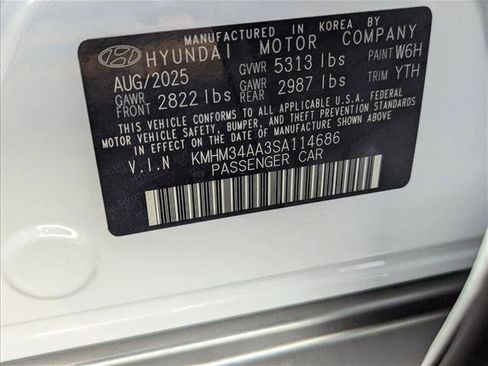 MANUFACTURED IN KOREA BY
HYUNDAI MOTOR COMPANY
AUG/2025 GVWR 5313 lbs PAINT W6H
GAWR FRONT 2822 lbs GAWR REAR 2987 lbs TRIM YTH
THIS VEHICLE CONFORMS TO ALL APPLICABLE U.S.A. FEDERAL
MOTOR VEHICLE SAFETY, BUMPER, AND THEFT PREVENTION STANDARDS
IN EFFECT ON THE DATE OF MANUFACTURE SHOWN ABOVE.
V.I.N KMHM34AA3SA114686
PASSENGER CAR